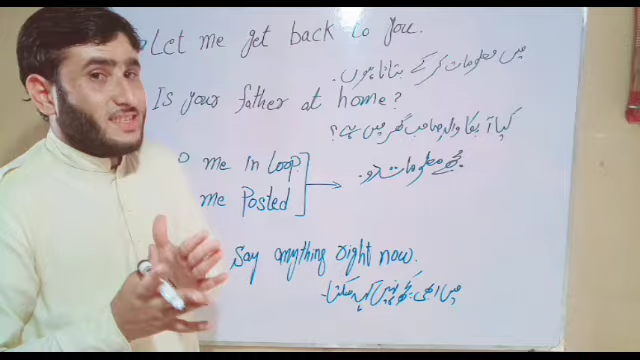 Let me get back to you.
میں معلومات کر کے بتاتا ہوں۔
Is your father at home?
کیا آپکا والد صاحب گھر میں ہے؟
me In Loop
me Posted
مجھے معلومات دو۔
Say anything right now.
میں ابھی کچھ نہیں کہہ سکتا۔